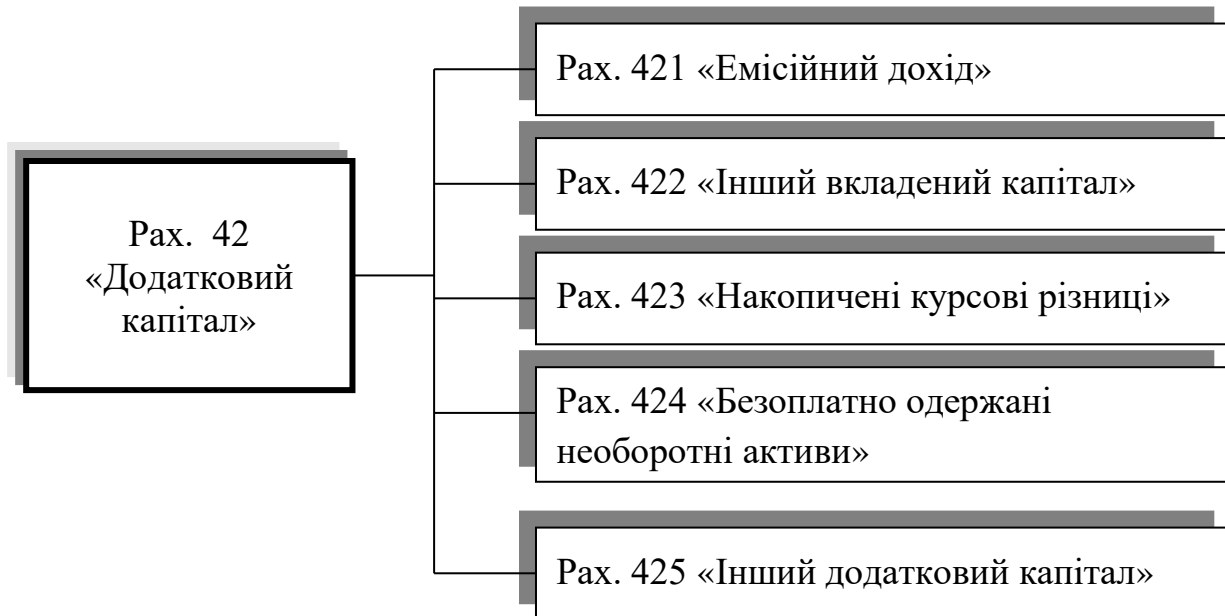 Рах. 421 «Емісійний дохід»
Рах. 422 «Інший вкладений капітал»
Рах. 42
«Додатковий
капітал»
Рах. 423 «Накопичені курсові різниці»
Рах. 424 «Безоплатно одержані
необоротні активи»
Рах. 425 «Інший додатковий капітал»